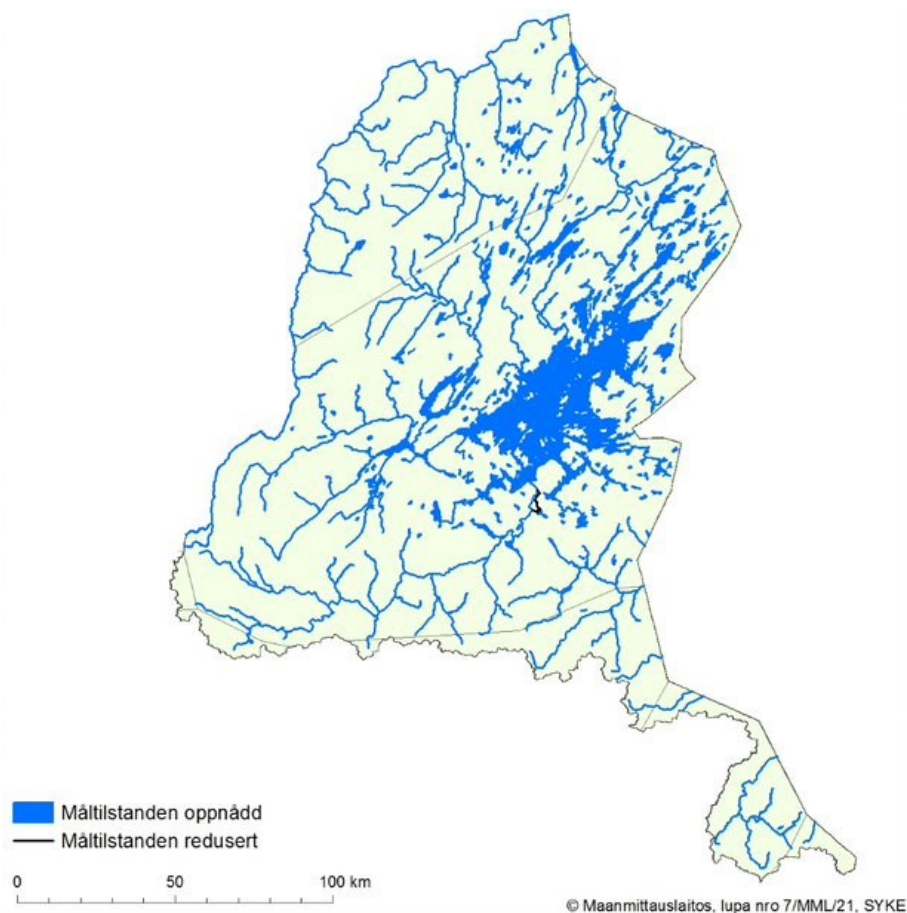 Måltilstanden oppnådd
Måltilstanden redusert
0 50 100 km
© Maanmittauslaitos, lupa nro 7/MML/21, SYKE